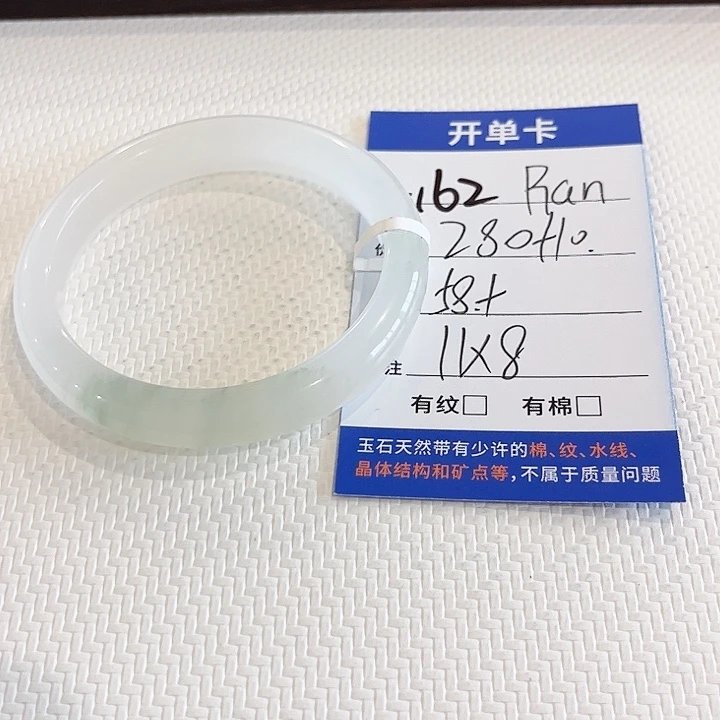 开单卡
162 Ran
280+10.
58.+
注 11X8
有纹□ 有棉□
玉石天然带有少许的棉、纹、水线、
晶体结构和矿点等，不属于质量问题